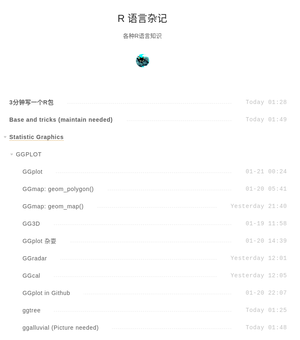 R 语言杂记
各种R语言知识
3分钟写一个R包 Today 01:28
Base and tricks (maintain needed) Today 01:49
Statistic Graphics
GGPLOT
GGplot 01-21 00:24
GGmap: geom_polygon() 01-20 05:41
GGmap: geom_map() Yesterday 21:40
GG3D 01-19 11:50
GGplot 杂耍 01-20 14:39
GGradar Yesterday 12:01
GGcal Yesterday 12:05
GGplot in Github 01-20 22:07
ggtree Today 01:25
ggalluvial (Picture needed) Today 01:48